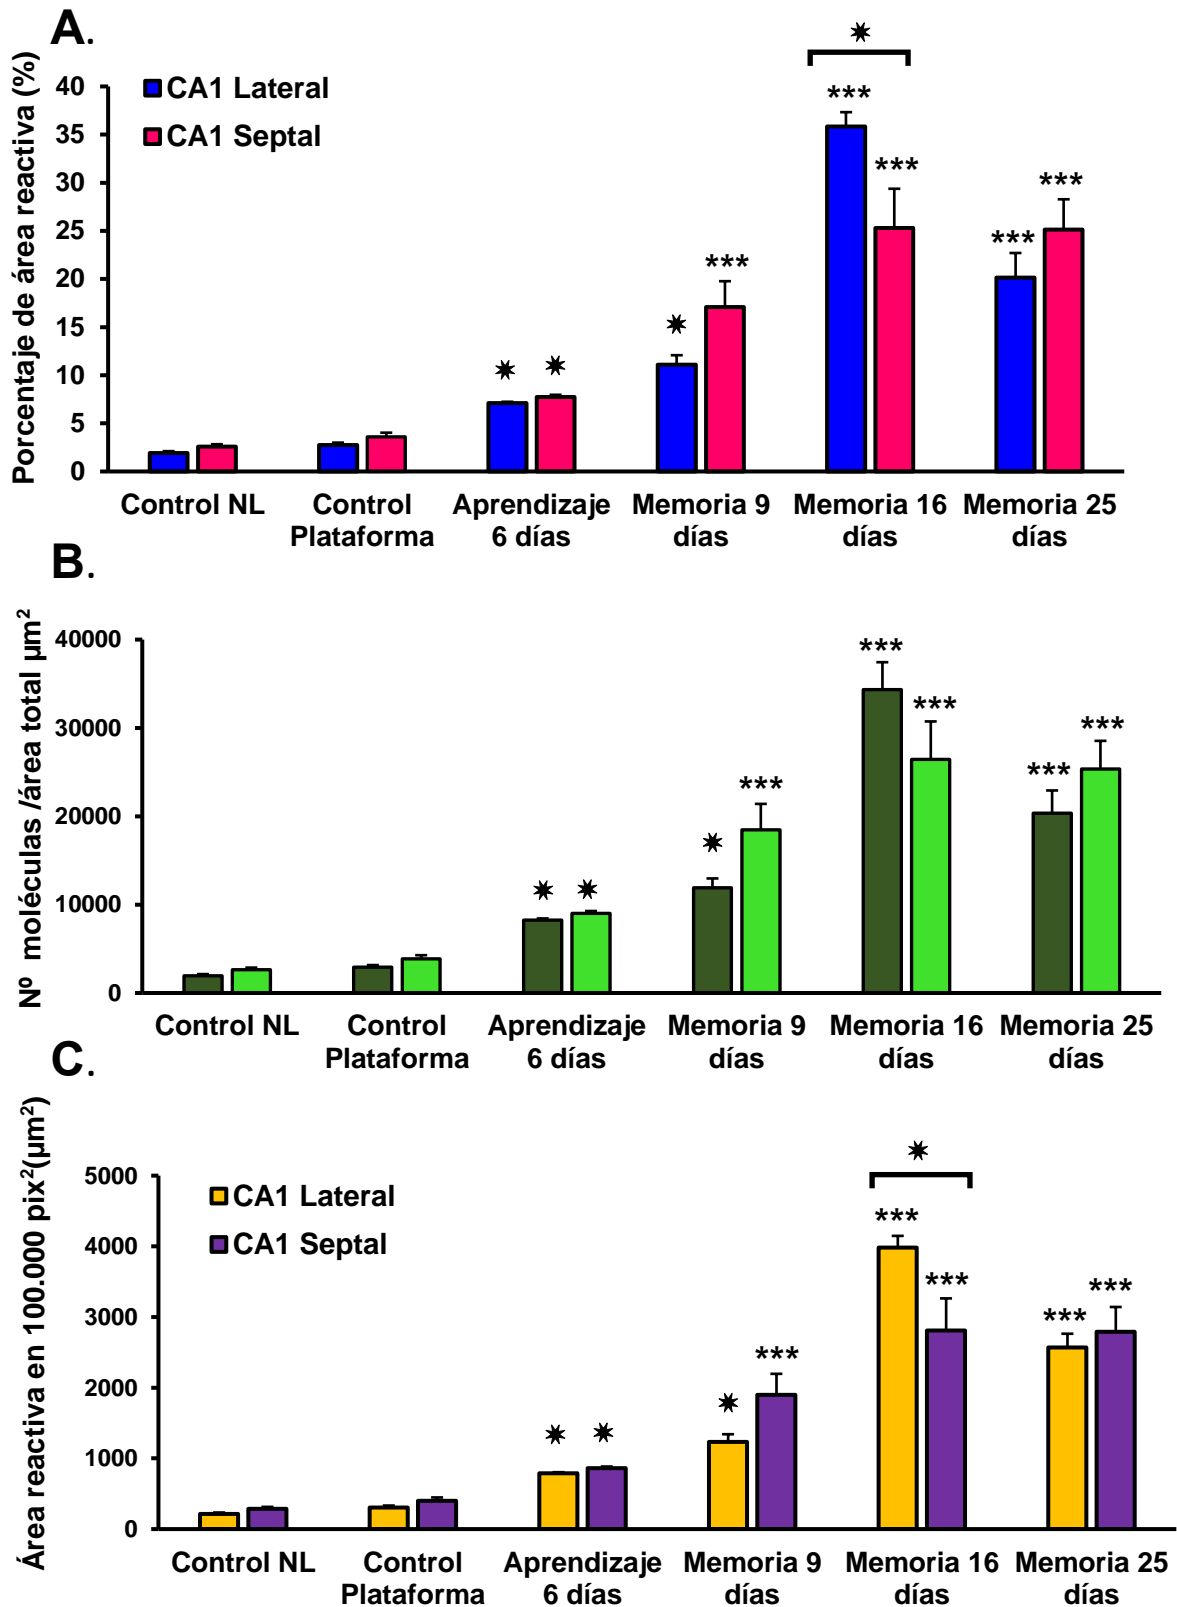 A.
Porcentaje de área reactiva (%)
40
35
30
25
20
15
10
5
0
CA1 Lateral
CA1 Septal
* * * *** * *** *** *** ***
Control NL
Control Plataforma
Aprendizaje 6 días
Memoria 9 días
Memoria 16 días
Memoria 25 días
B.
Nº moléculas /área total µm²
40000
30000
20000
10000
0
* * * *** *** *** *** ***
Control NL
Control Plataforma
Aprendizaje 6 días
Memoria 9 días
Memoria 16 días
Memoria 25 días
C.
Área reactiva en 100.000 pix²(µm²)
5000
4000
3000
2000
1000
0
CA1 Lateral
CA1 Septal
* * * *** * *** *** *** ***
Control NL
Control Plataforma
Aprendizaje 6 días
Memoria 9 días
Memoria 16 días
Memoria 25 días